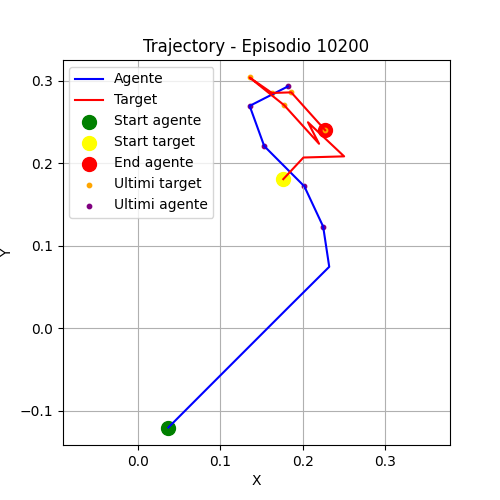 Trajectory - Episodio 10200
Agente
Target
Start agente
Start target
End agente
Ultimi target
Ultimi agente
0.3
0.2
0.1
0.0
−0.1
Y
0.0
0.1
0.2
0.3
X